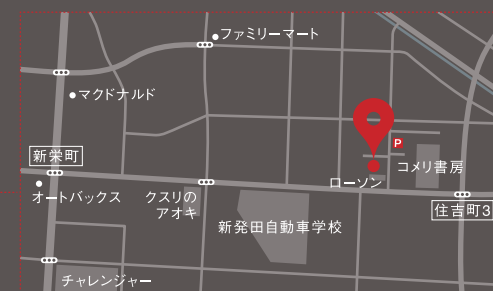 ファミリーマート
マクドナルド
P
新栄町
コメリ書房
ローソン
オートバックス
クスリの
アオキ
住吉町3
新発田自動車学校
チャレンジャー